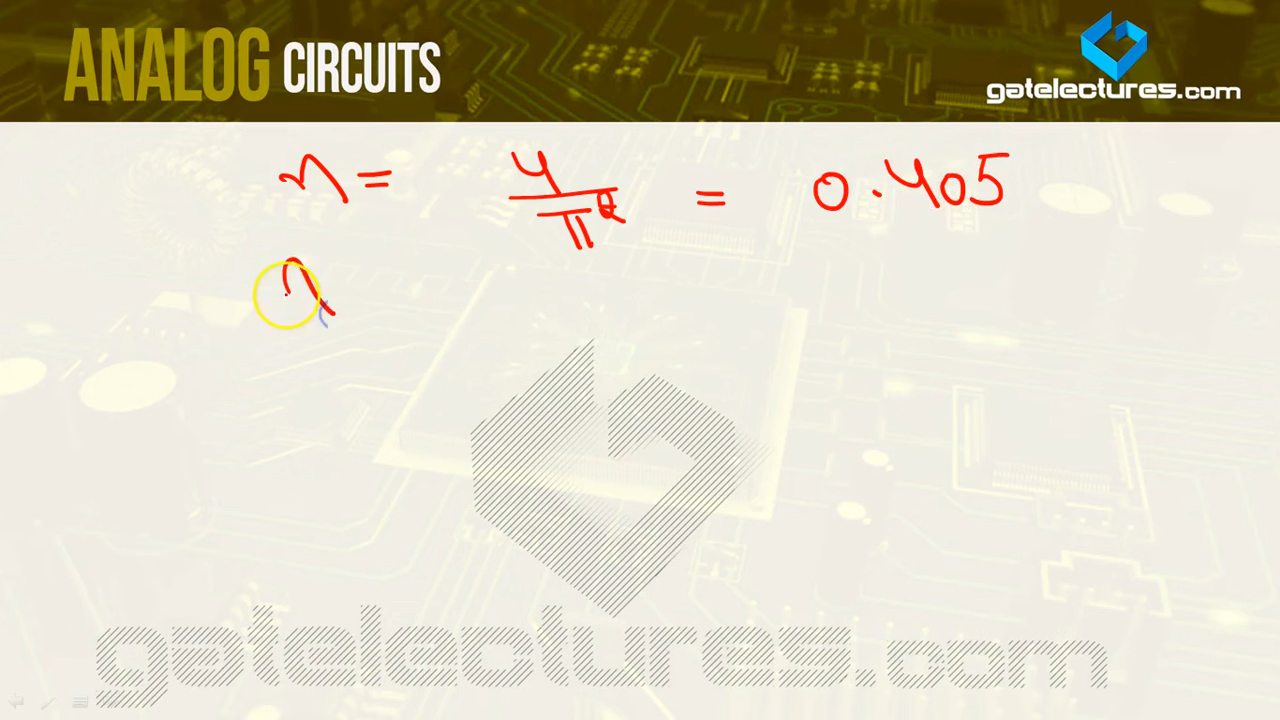 ANALOG CIRCUITS
gatelectures.com
η = 4/π² = 0.405
η
gatelectures.com